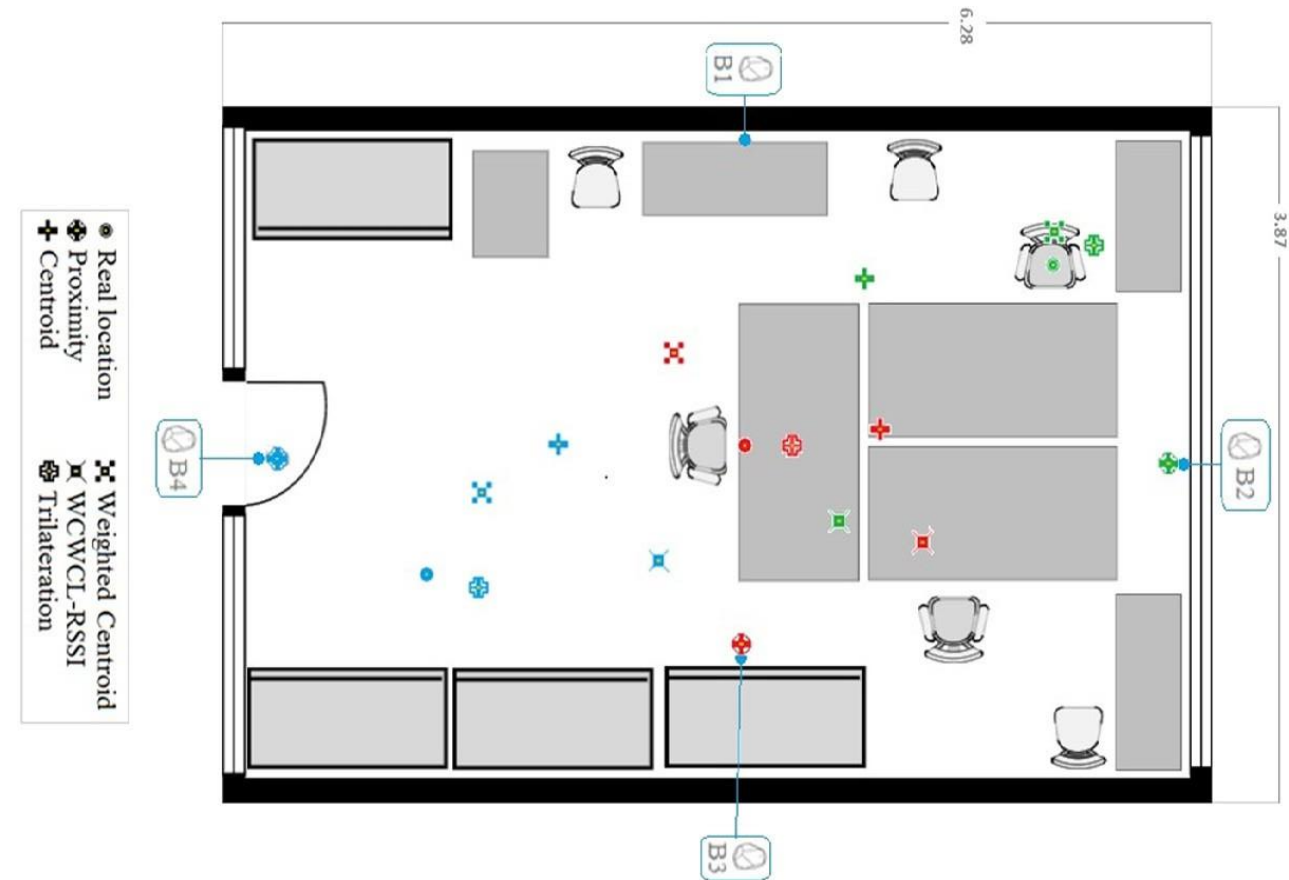 6.28
B1
3.87
B2
B4
B3
Real location
Proximity
Centroid
Weighted Centroid
WCWCL-RSSI
Trilateration